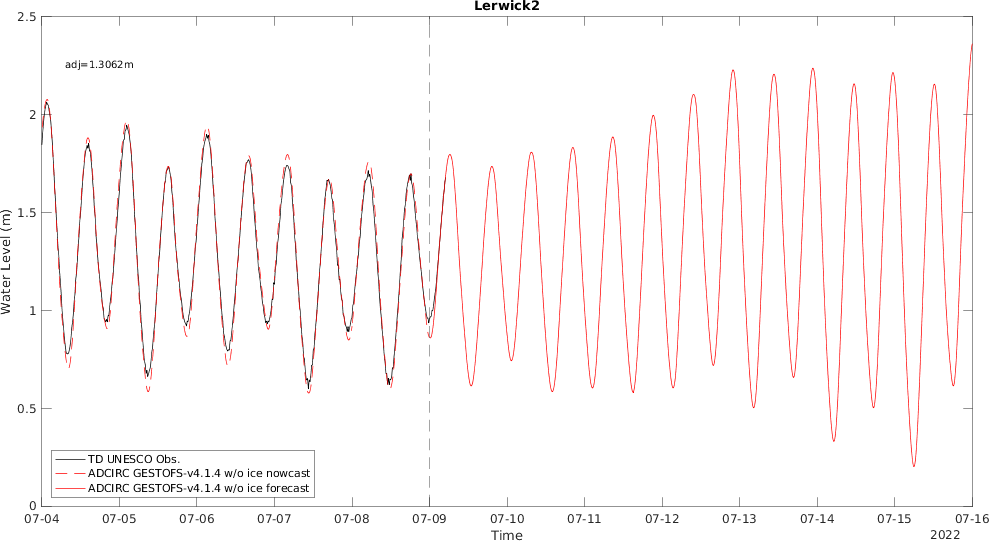 Lerwick2
2.5
adj=1.3062m
2
1.5
Water Level (m)
1
0.5
TD UNESCO Obs.
ADCIRC GESTOFS-v4.1.4 w/o ice nowcast
ADCIRC GESTOFS-v4.1.4 w/o ice forecast
0
07-04 07-05 07-06 07-07 07-08 07-09 07-10 07-11 07-12 07-13 07-14 07-15 07-16
Time
2022